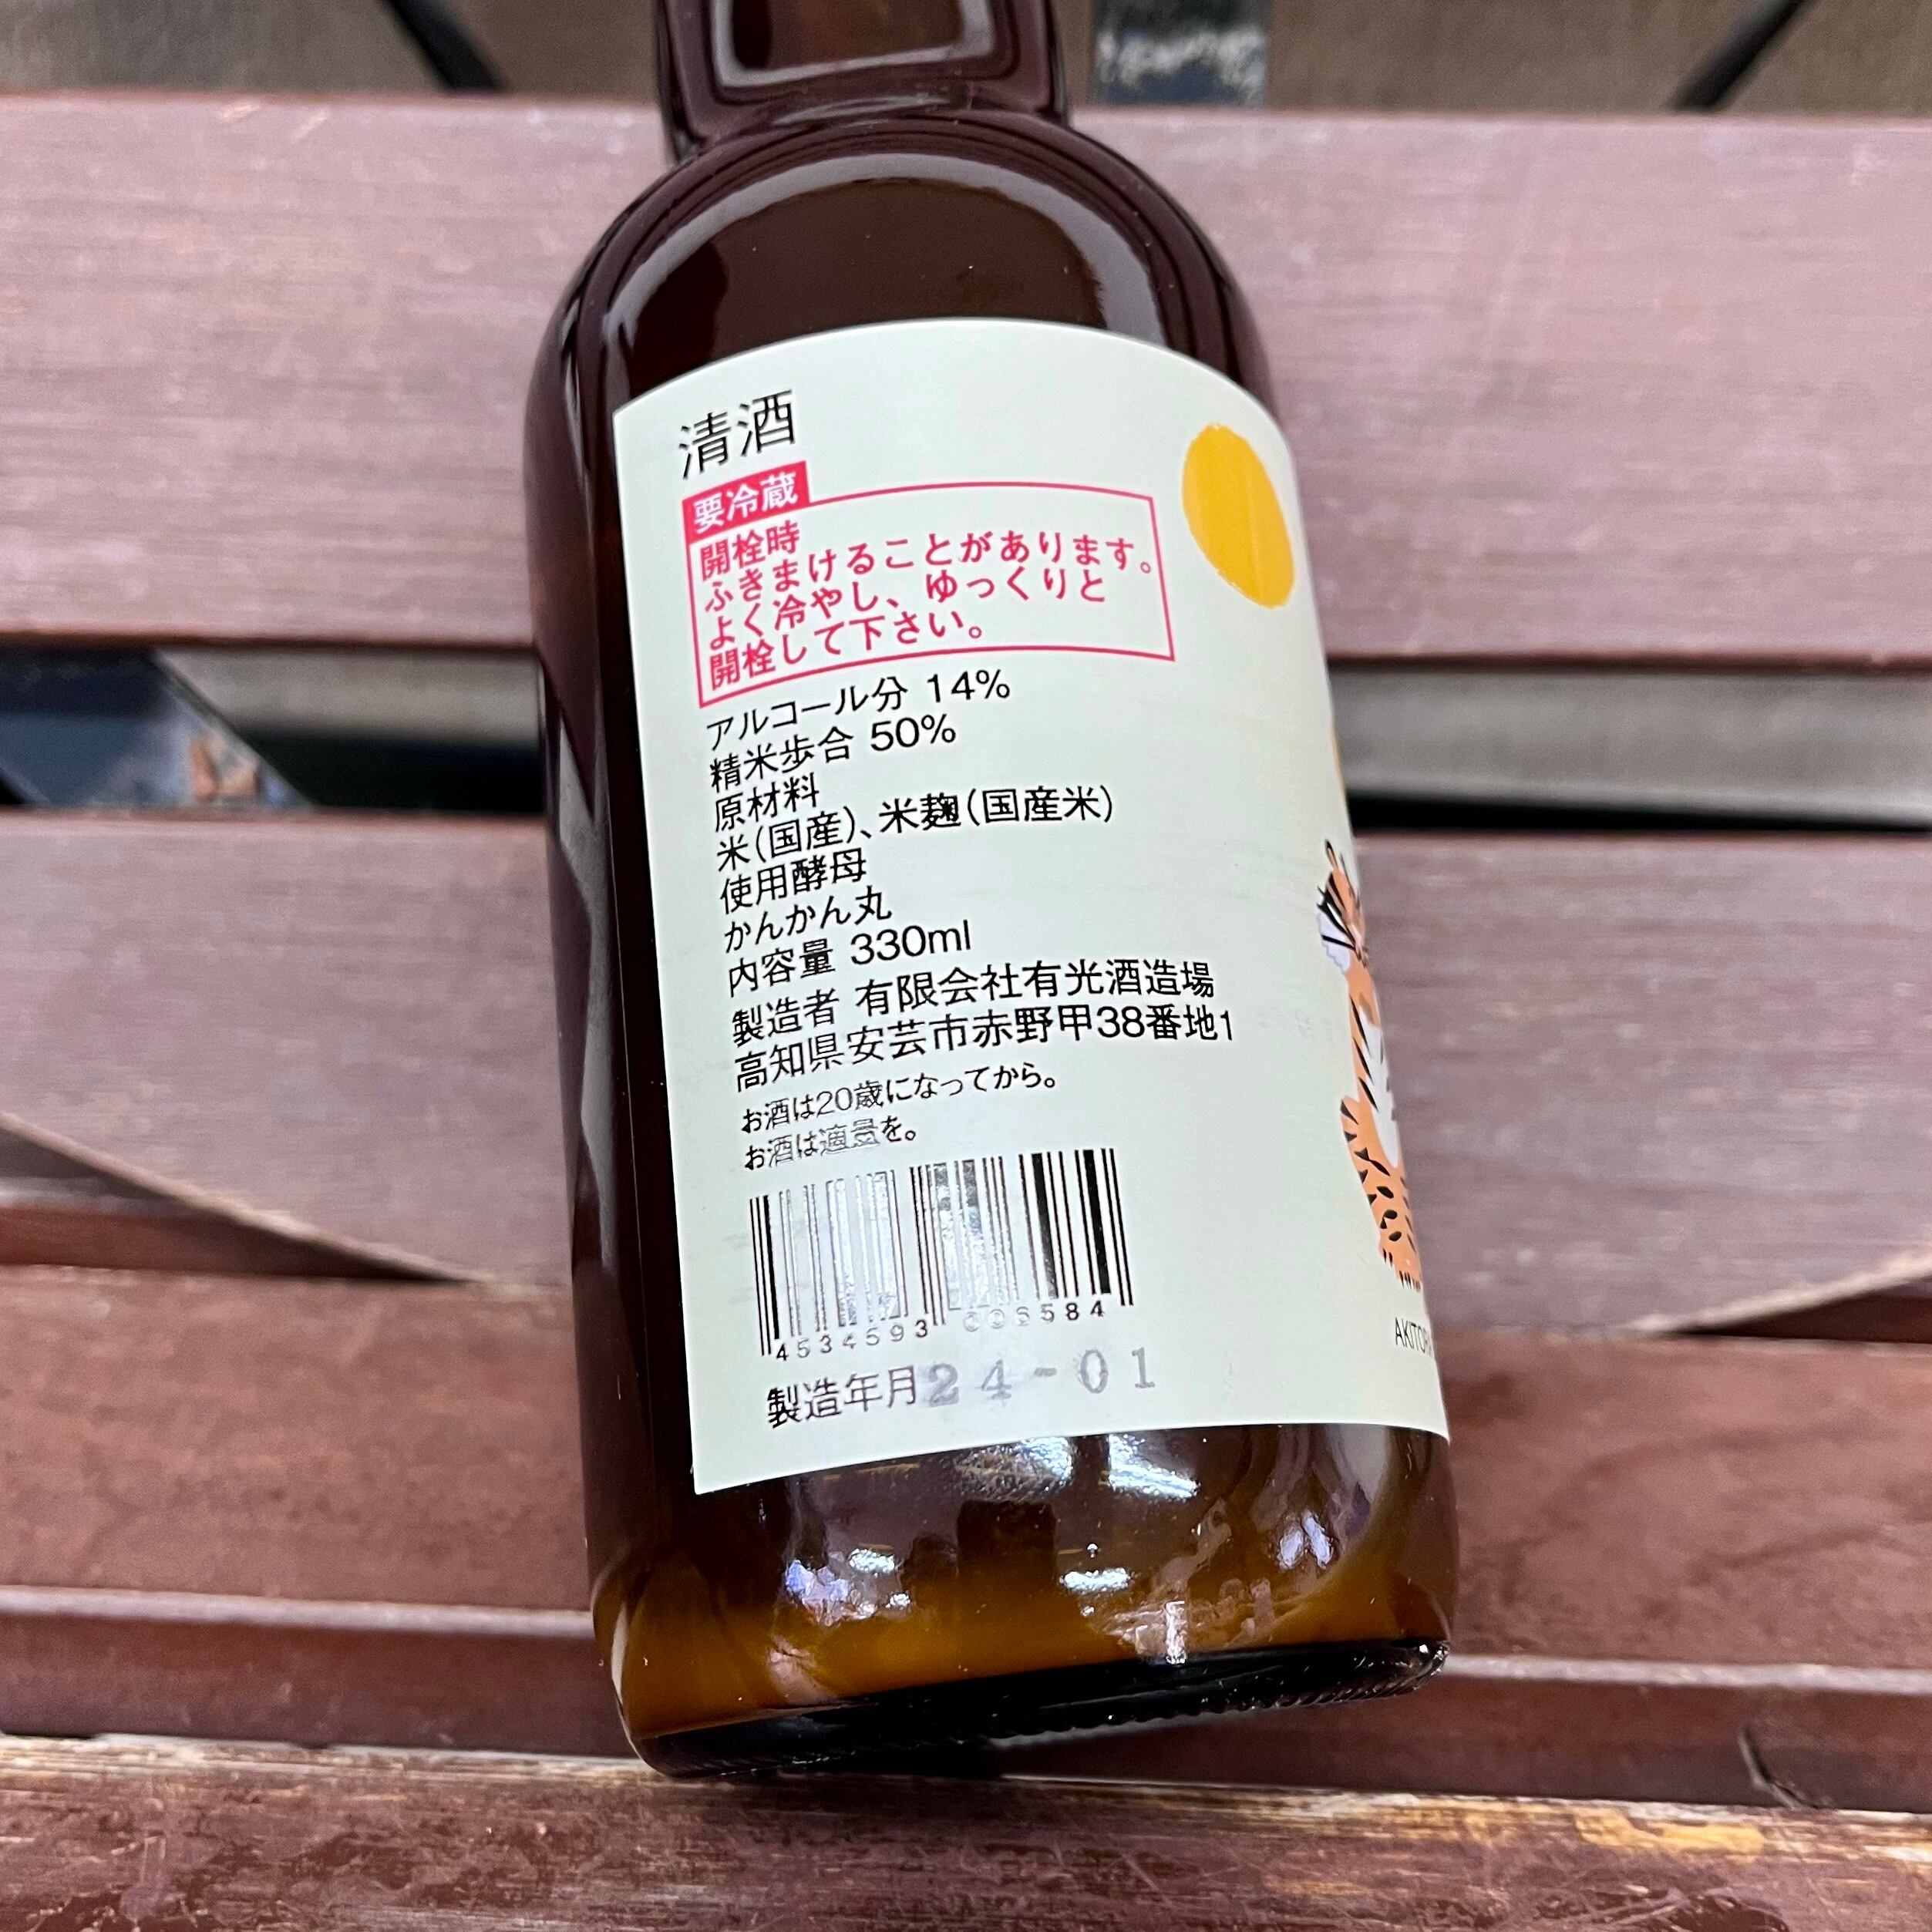 清酒
要冷蔵
開栓時
ふきまけることがあります。
よく冷やし、ゆっくりと
開栓して下さい。
アルコール分 14%
精米歩合 50%
原材料
米(国産)、米麹(国産米)
使用酵母
かんかん丸
内容量 330ml
製造者 有限会社有光酒造場
高知県安芸市赤野甲38番地1
お酒は20歳になってから。
お酒は適量を。
4534593 006584
製造年月24-01